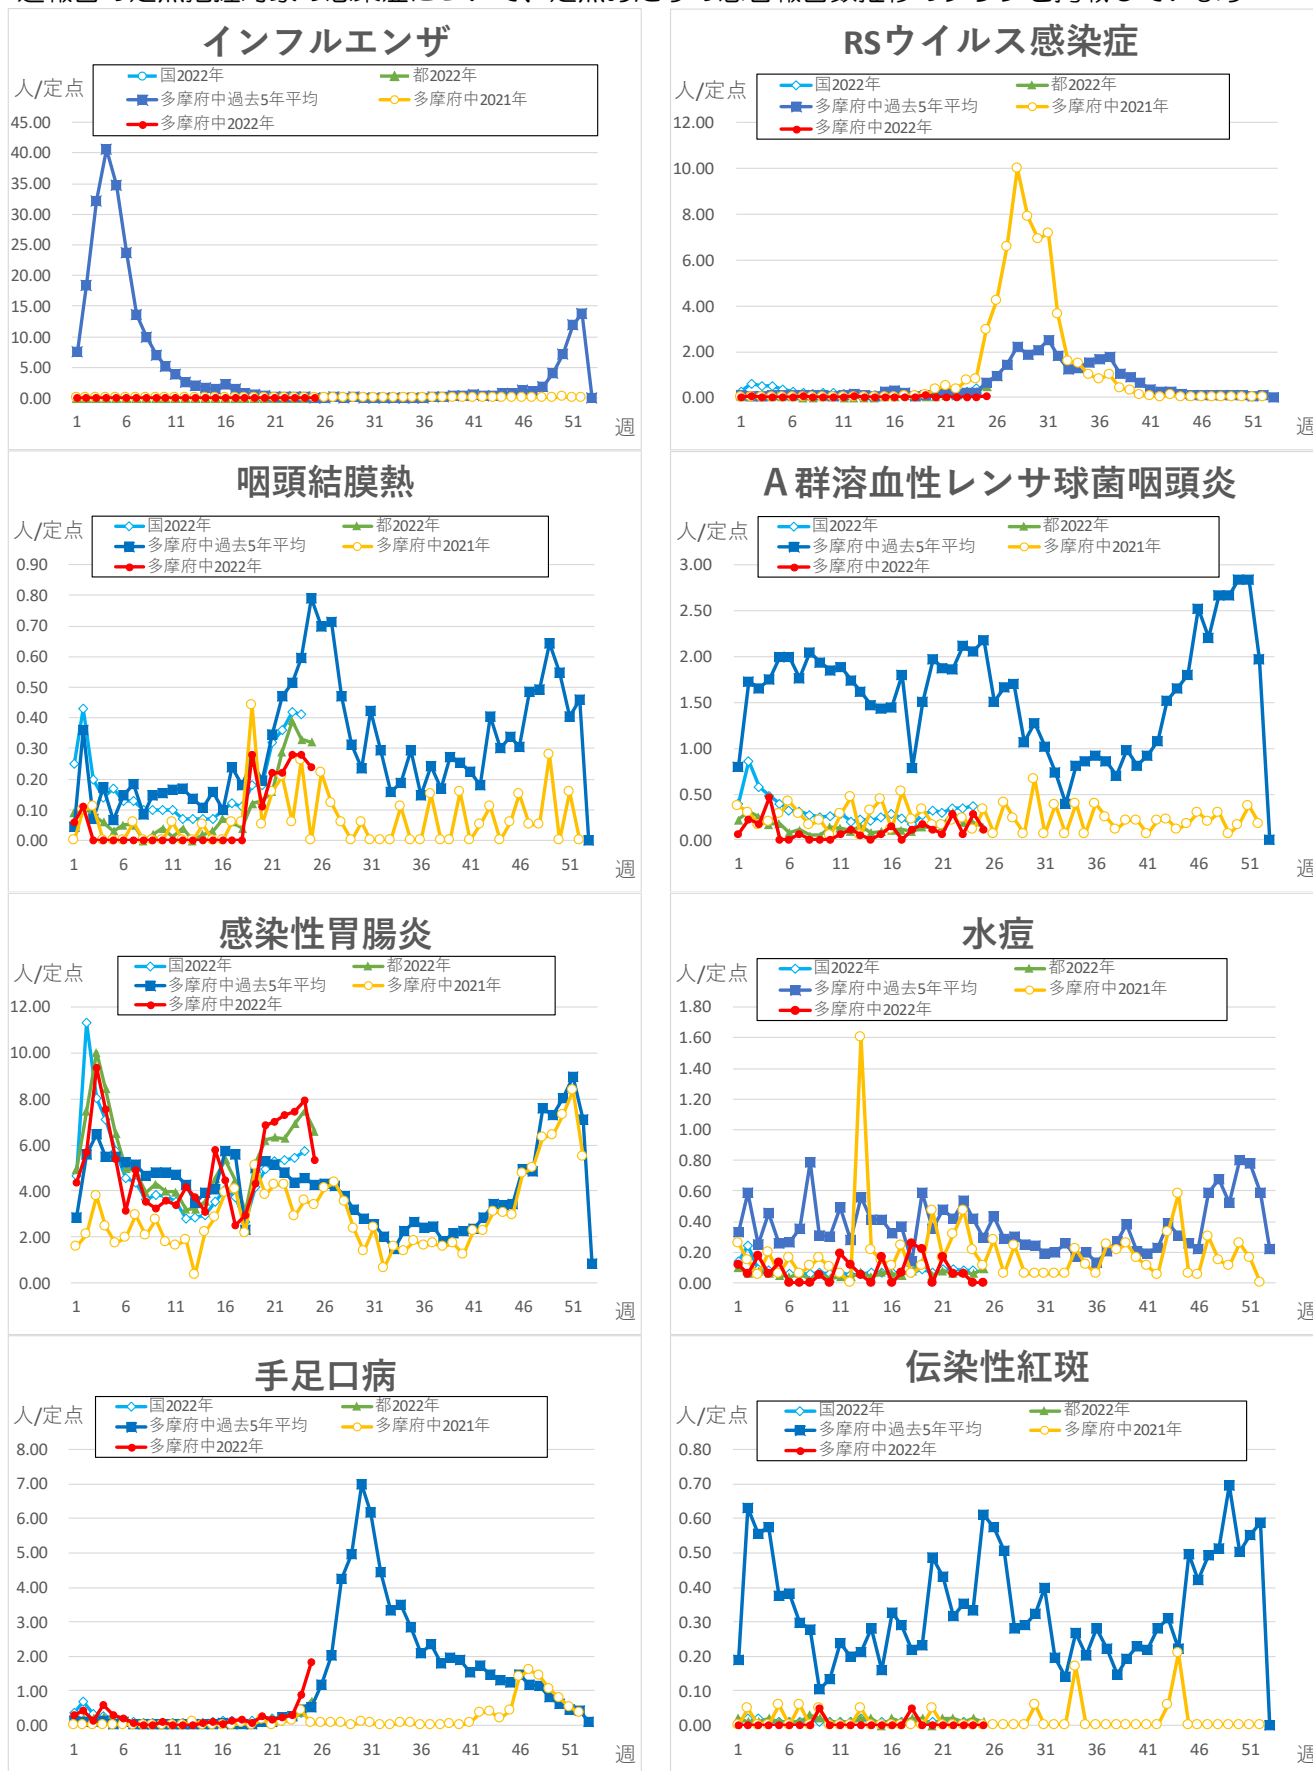 インフルエンザ
人/定点
国2022年
都2022年
多摩府中過去5年平均
多摩府中2021年
多摩府中2022年
45.00
40.00
35.00
30.00
25.00
20.00
15.00
10.00
5.00
0.00
1 6 11 16 21 26 31 36 41 46 51
週
RSウイルス感染症
人/定点
国2022年
都2022年
多摩府中過去5年平均
多摩府中2021年
多摩府中2022年
12.00
10.00
8.00
6.00
4.00
2.00
0.00
1 6 11 16 21 26 31 36 41 46 51
週
咽頭結膜熱
人/定点
国2022年
都2022年
多摩府中過去5年平均
多摩府中2021年
多摩府中2022年
0.90
0.80
0.70
0.60
0.50
0.40
0.30
0.20
0.10
0.00
1 6 11 16 21 26 31 36 41 46 51
週
A群溶血性レンサ球菌咽頭炎
人/定点
国2022年
都2022年
多摩府中過去5年平均
多摩府中2021年
多摩府中2022年
3.00
2.50
2.00
1.50
1.00
0.50
0.00
1 6 11 16 21 26 31 36 41 46 51
週
感染性胃腸炎
人/定点
国2022年
都2022年
多摩府中過去5年平均
多摩府中2021年
多摩府中2022年
12.00
10.00
8.00
6.00
4.00
2.00
0.00
1 6 11 16 21 26 31 36 41 46 51
週
水痘
人/定点
国2022年
都2022年
多摩府中過去5年平均
多摩府中2021年
多摩府中2022年
1.80
1.60
1.40
1.20
1.00
0.80
0.60
0.40
0.20
0.00
1 6 11 16 21 26 31 36 41 46 51
週
手足口病
人/定点
国2022年
都2022年
多摩府中過去5年平均
多摩府中2021年
多摩府中2022年
8.00
7.00
6.00
5.00
4.00
3.00
2.00
1.00
0.00
1 6 11 16 21 26 31 36 41 46 51
週
伝染性紅斑
人/定点
国2022年
都2022年
多摩府中過去5年平均
多摩府中2021年
多摩府中2022年
0.80
0.70
0.60
0.50
0.40
0.30
0.20
0.10
0.00
1 6 11 16 21 26 31 36 41 46 51
週